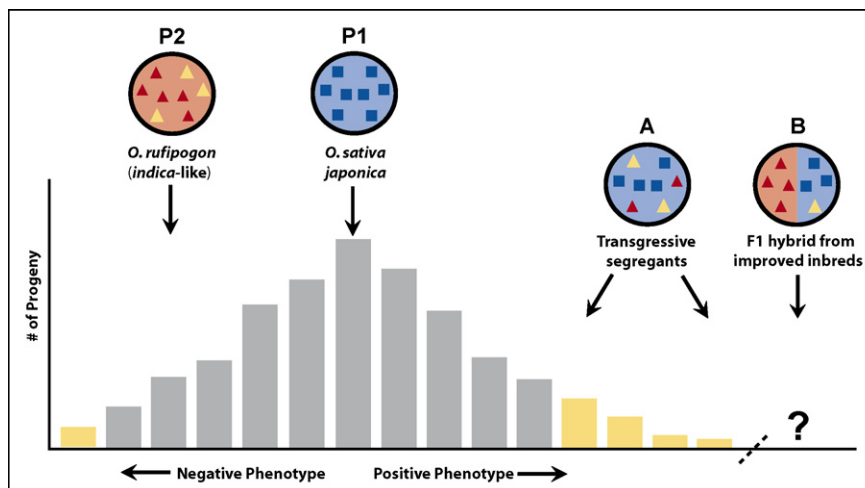 P2
P1
O. rufipogon
(indica-like)
O. sativa
japonica
A
B
Transgressive
segregants
F1 hybrid from
improved inbreds
# of Progeny
?
Negative Phenotype
Positive Phenotype